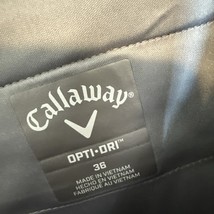 Callaway®
OPTI•DRI™
36
MADE IN VIETNAM
HECHO EN VIETNAM
FABRIQUÉ AU VIETNAM